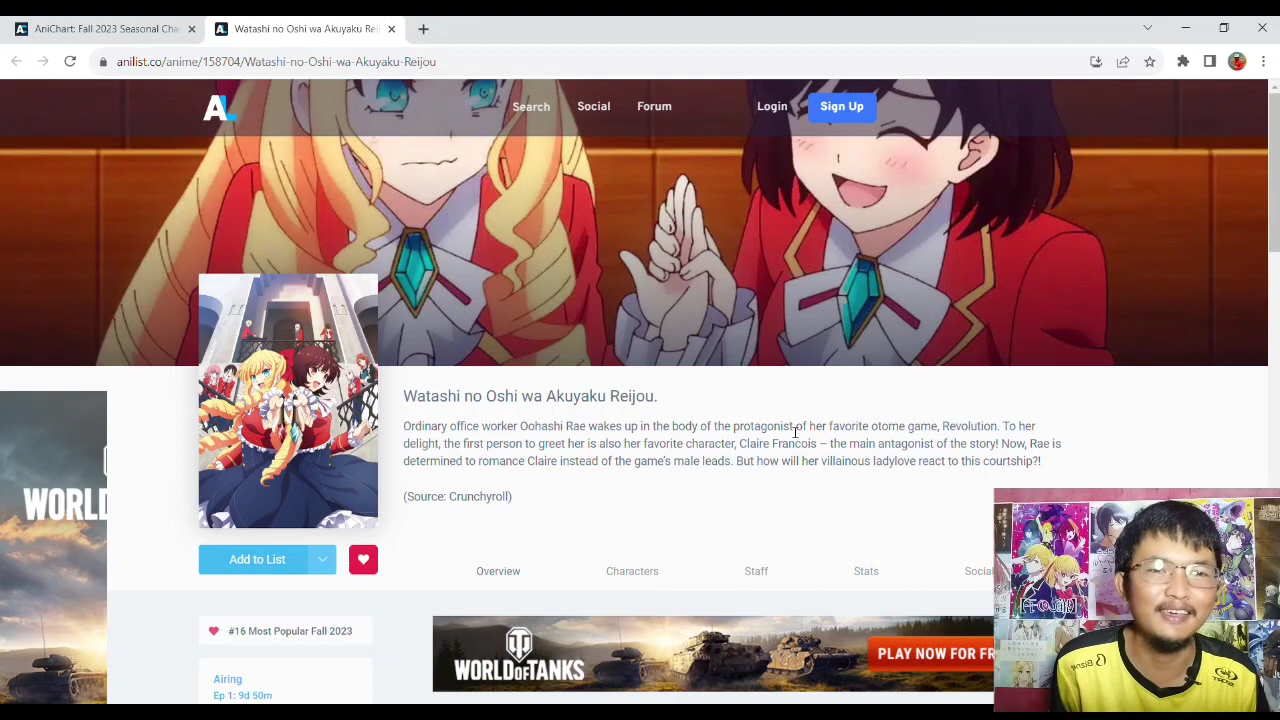 AniChart: Fall 2023 Seasonal Cha
Watashi no Oshi wa Akuyaku Reij
anilist.co/anime/158704/Watashi-no-Oshi-wa-Akuyaku-Reijou/
AL
Search
Social
Forum
Login
Sign Up
Watashi no Oshi wa Akuyaku Reijou.
Ordinary office worker Oohashi Rae wakes up in the body of the protagonist of her favorite otome game, Revolution. To her
delight, the first person to greet her is also her favorite character, Claire Francois – the main antagonist of the story! Now, Rae is
determined to romance Claire instead of the game's male leads. But how will her villainous ladylove react to this courtship?!
(Source: Crunchyroll)
WORLD
Add to List
Overview
Characters
Staff
Stats
Social
#16 Most Popular Fall 2023
WORLD OF TANKS
PLAY NOW FOR FR
Airing
Ep 1: 9d 50m